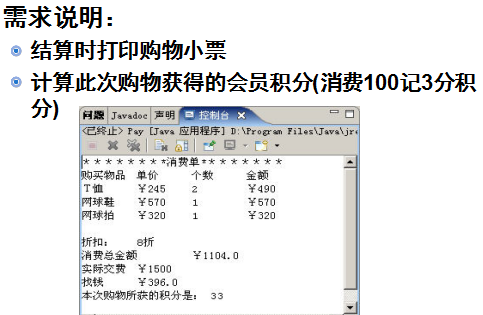 需求说明：
结算时打印购物小票
计算此次购物获得的会员积分(消费100记3分积
分)
问题 Javadoc 声明 控制台
<已终止> Pay [Java 应用程序] D:\Program Files\Java\jre
* * * * * * * *消费单* * * * * * * *
购买物品 单价 个数 金额
T恤 ￥245 2 ￥490
网球鞋 ￥570 1 ￥570
网球拍 ￥320 1 ￥320
折扣： 8折
消费总金额 ￥1104.0
实际交费 ￥1500
找钱 ￥396.0
本次购物所获的积分是： 33